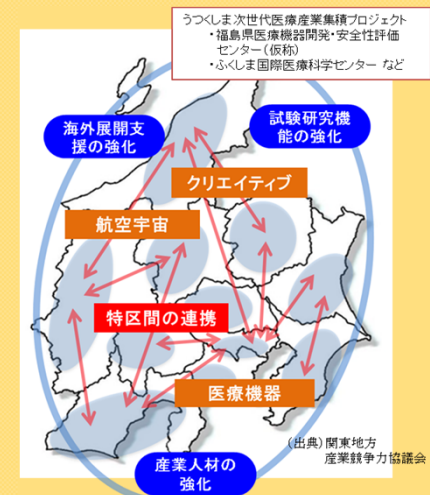 うつくしま次世代医療産業集積プロジェクト
・福島県医療機器開発・安全性評価
センター(仮称)
・ふくしま国際医療科学センター など
海外展開支
援の強化
試験研究機
能の強化
クリエイティブ
航空宇宙
特区間の連携
医療機器
(出典)関東地方
産業競争力協議会
産業人材の
強化